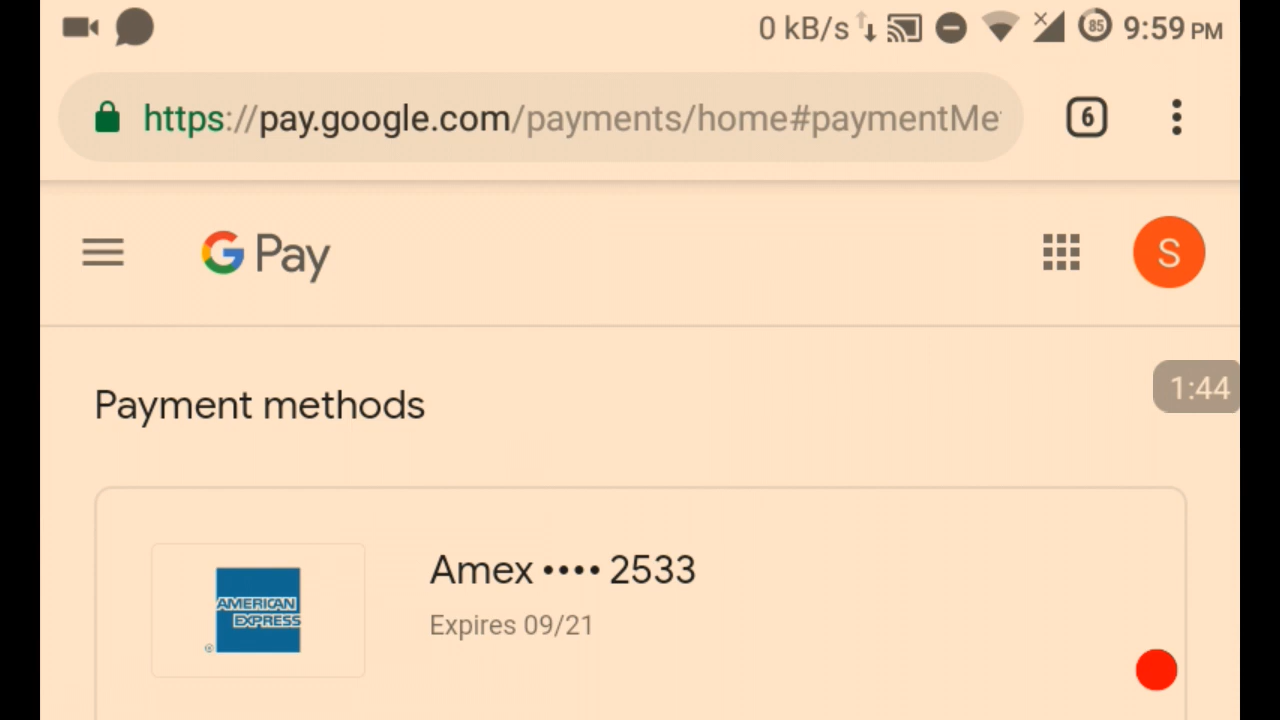 0 kB/s 85 9:59 PM
https://pay.google.com/payments/home#paymentMe
6
G Pay
S
Payment methods
1:44
AMERICAN
EXPRESS
®
Amex •••• 2533
Expires 09/21